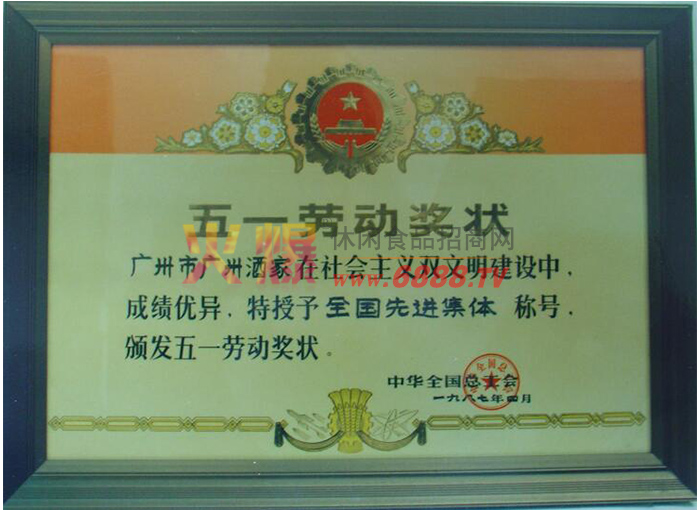 五一劳动奖状
火爆 休闲食品招商网
www.6888.TV
广州市广州酒家在社会主义双文明建设中，
成绩优异，特授予全国先进集体 称号，
颁发五一劳动奖状。
中华全国总工会
一九八七年四月